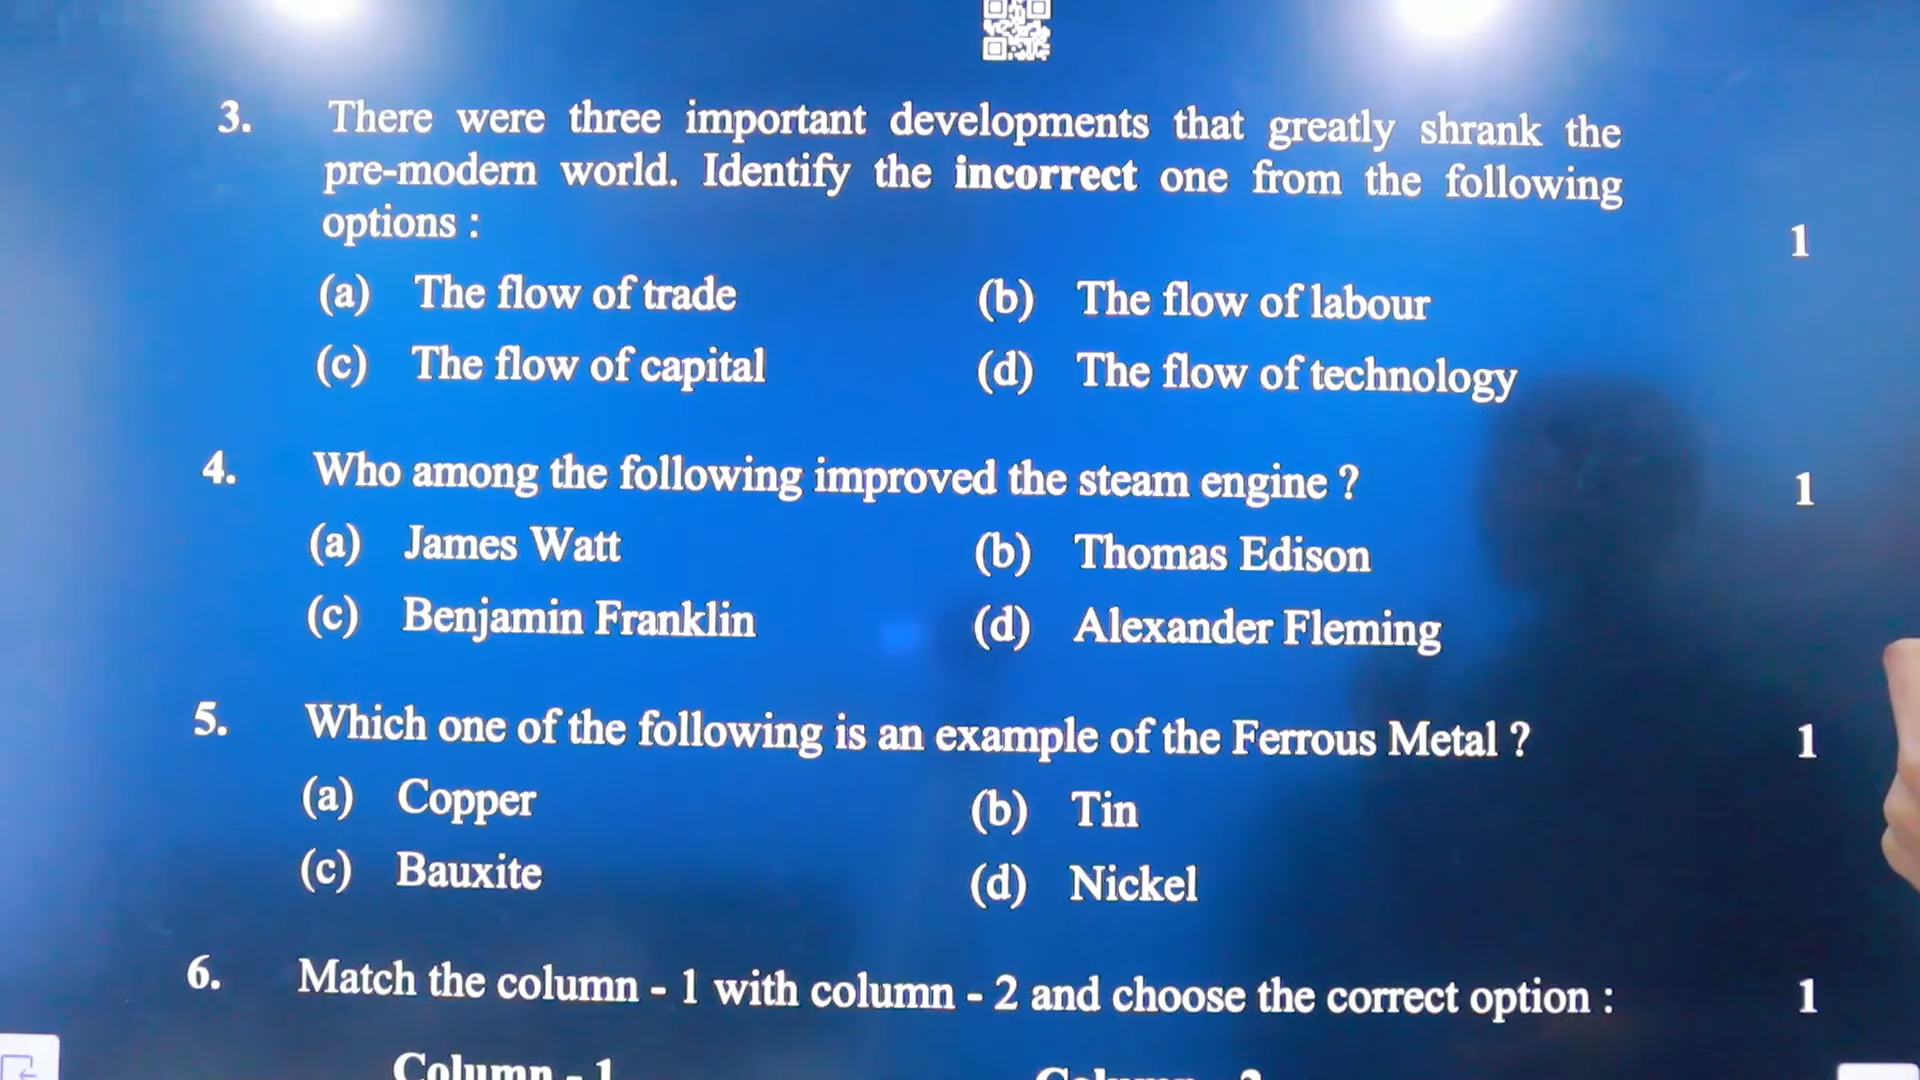 3. There were three important developments that greatly shrank the
pre-modern world. Identify the incorrect one from the following
options : 1
(a) The flow of trade (b) The flow of labour
(c) The flow of capital (d) The flow of technology
4. Who among the following improved the steam engine ? 1
(a) James Watt (b) Thomas Edison
(c) Benjamin Franklin (d) Alexander Fleming
5. Which one of the following is an example of the Ferrous Metal ? 1
(a) Copper (b) Tin
(c) Bauxite (d) Nickel
6. Match the column - 1 with column - 2 and choose the correct option : 1
Column - 1 Column - 2